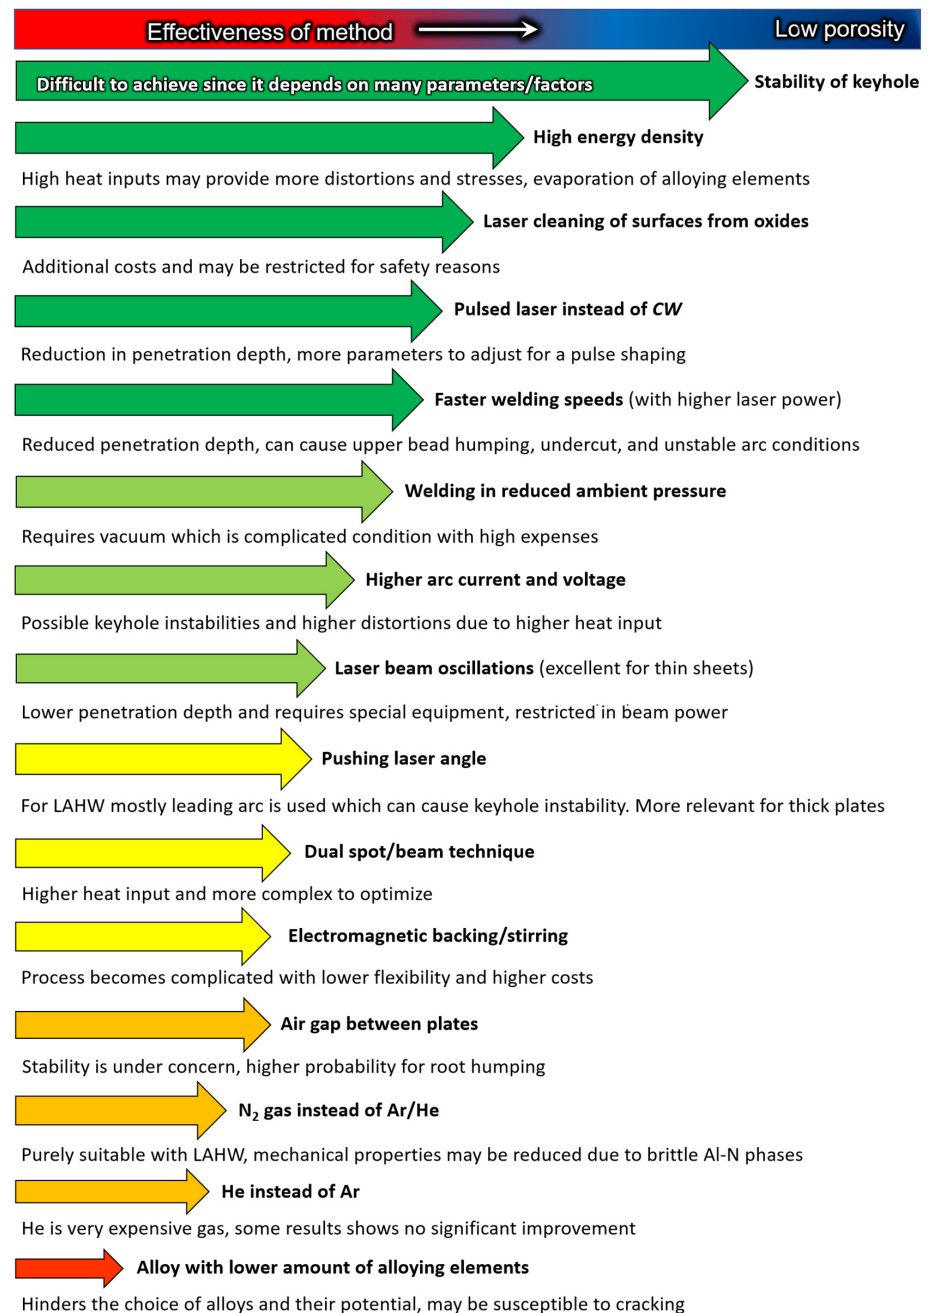 Effectiveness of method
Low porosity
Difficult to achieve since it depends on many parameters/factors
Stability of keyhole
High energy density
High heat inputs may provide more distortions and stresses, evaporation of alloying elements
Laser cleaning of surfaces from oxides
Additional costs and may be restricted for safety reasons
Pulsed laser instead of CW
Reduction in penetration depth, more parameters to adjust for a pulse shaping
Faster welding speeds (with higher laser power)
Reduced penetration depth, can cause upper bead humping, undercut, and unstable arc conditions
Welding in reduced ambient pressure
Requires vacuum which is complicated condition with high expenses
Higher arc current and voltage
Possible keyhole instabilities and higher distortions due to higher heat input
Laser beam oscillations (excellent for thin sheets)
Lower penetration depth and requires special equipment, restricted in beam power
Pushing laser angle
For LAHW mostly leading arc is used which can cause keyhole instability. More relevant for thick plates
Dual spot/beam technique
Higher heat input and more complex to optimize
Electromagnetic backing/stirring
Process becomes complicated with lower flexibility and higher costs
Air gap between plates
Stability is under concern, higher probability for root humping
N₂ gas instead of Ar/He
Purely suitable with LAHW, mechanical properties may be reduced due to brittle Al-N phases
He instead of Ar
He is very expensive gas, some results shows no significant improvement
Alloy with lower amount of alloying elements
Hinders the choice of alloys and their potential, may be susceptible to cracking